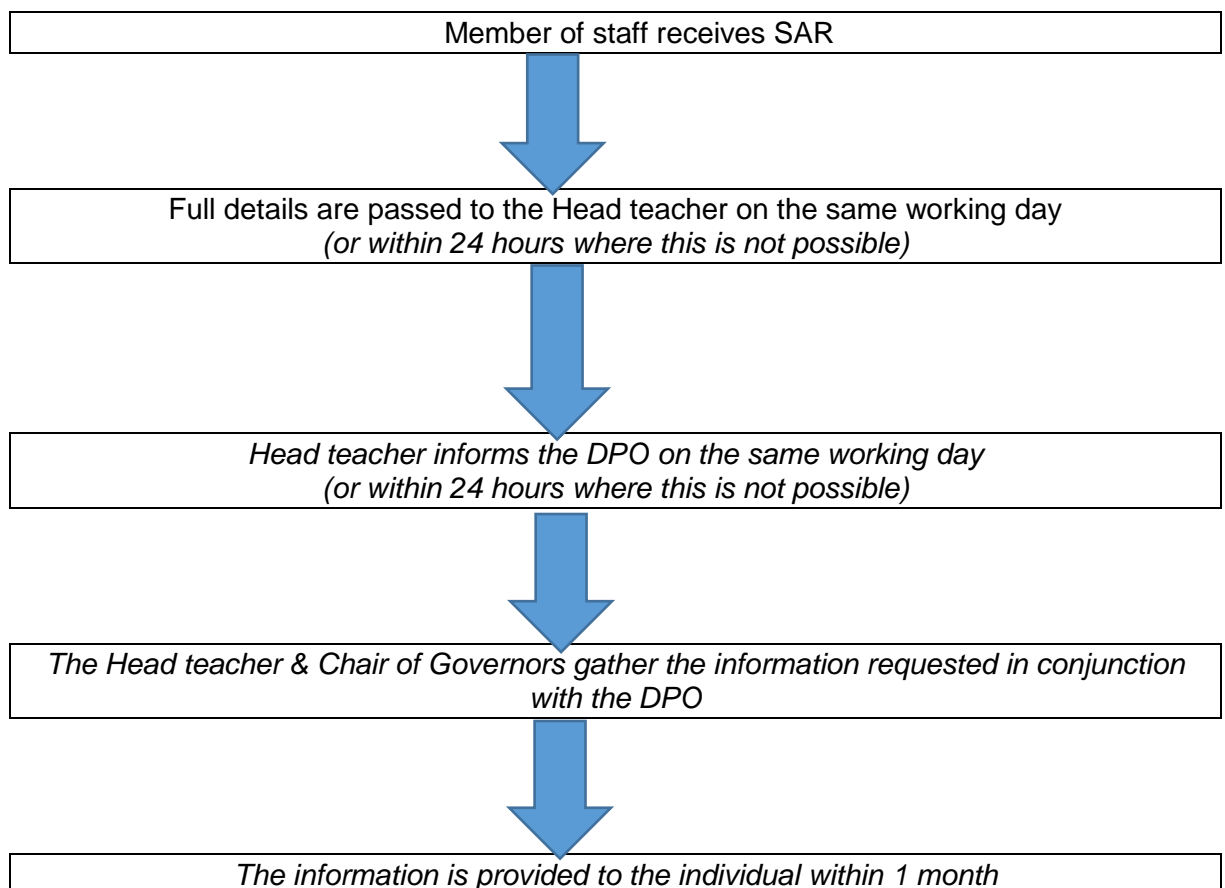 Member of staff receives SAR
Full details are passed to the Head teacher on the same working day
(or within 24 hours where this is not possible)
Head teacher informs the DPO on the same working day
(or within 24 hours where this is not possible)
The Head teacher & Chair of Governors gather the information requested in conjunction
with the DPO
The information is provided to the individual within 1 month